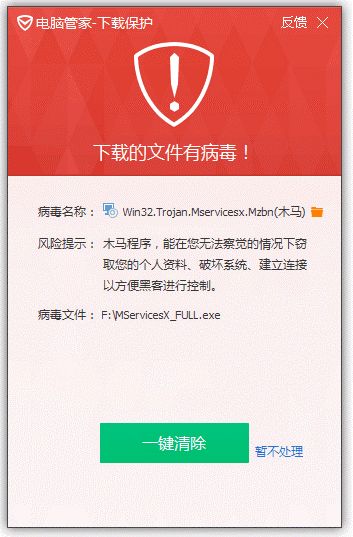 电脑管家-下载保护 反馈
下载的文件有病毒！
病毒名称： Win32.Trojan.Mservicesx.Mzbn(木马)
风险提示： 木马程序，能在您无法察觉的情况下窃
取您的个人资料、破坏系统、建立连接
以方便黑客进行控制。
病毒文件： F:\MServicesX_FULL.exe
一键清除 暂不处理